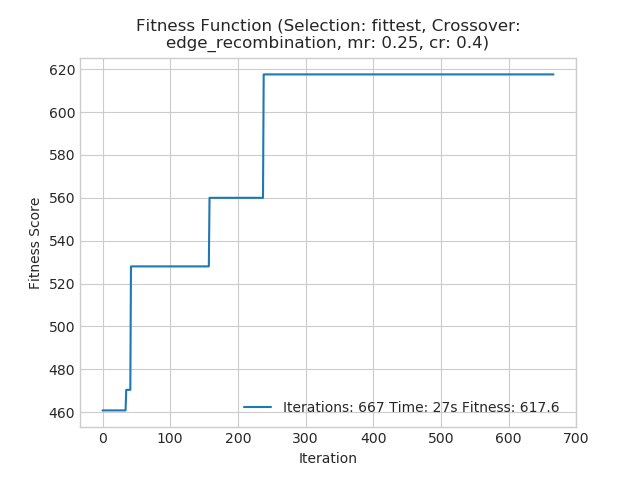 Fitness Function (Selection: fittest, Crossover:
edge_recombination, mr: 0.25, cr: 0.4)
620
600
580
560
540
520
500
480
460
Fitness Score
Iterations: 667 Time: 27s Fitness: 617.6
0 100 200 300 400 500 600 700
Iteration